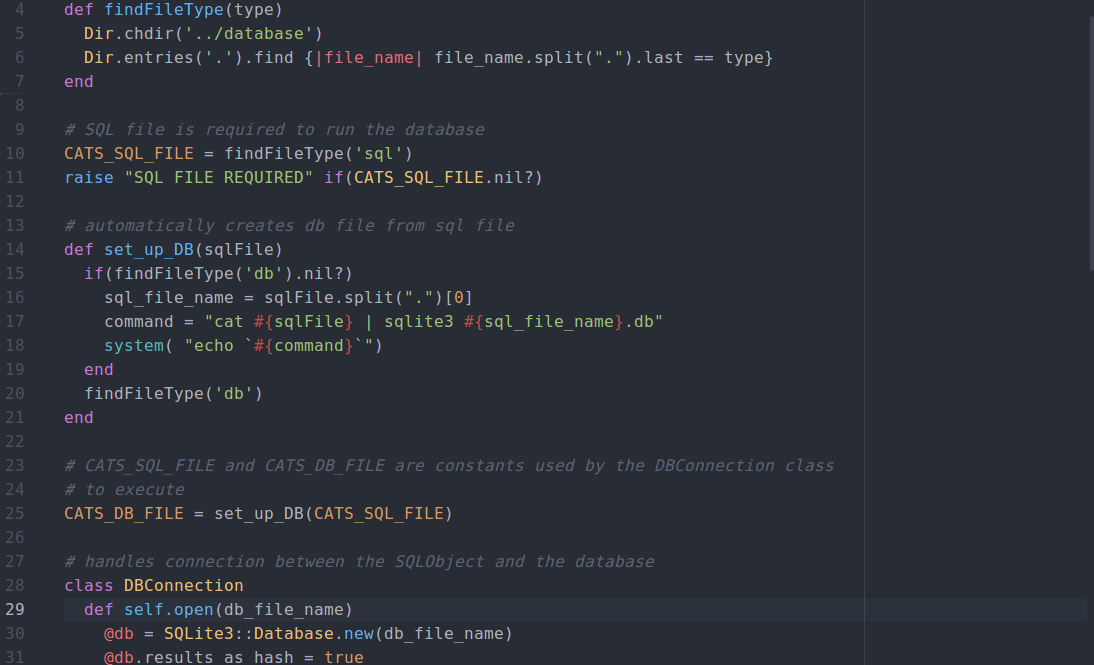 4 def findFileType(type)
5 Dir.chdir('../database')
6 Dir.entries('.').find {|file_name| file_name.split(".").last == type}
7 end
8
9 # SQL file is required to run the database
10 CATS_SQL_FILE = findFileType('sql')
11 raise "SQL FILE REQUIRED" if(CATS_SQL_FILE.nil?)
12
13 # automatically creates db file from sql file
14 def set_up_DB(sqlFile)
15 if(findFileType('db').nil?)
16 sql_file_name = sqlFile.split(".")[0]
17 command = "cat #{sqlFile} | sqlite3 #{sql_file_name}.db"
18 system( "echo `#{command}`")
19 end
20 findFileType('db')
21 end
22
23 # CATS_SQL_FILE and CATS_DB_FILE are constants used by the DBConnection class
24 # to execute
25 CATS_DB_FILE = set_up_DB(CATS_SQL_FILE)
26
27 # handles connection between the SQLObject and the database
28 class DBConnection
29 def self.open(db_file_name)
30 @db = SQLite3::Database.new(db_file_name)
31 @db.results_as_hash = true